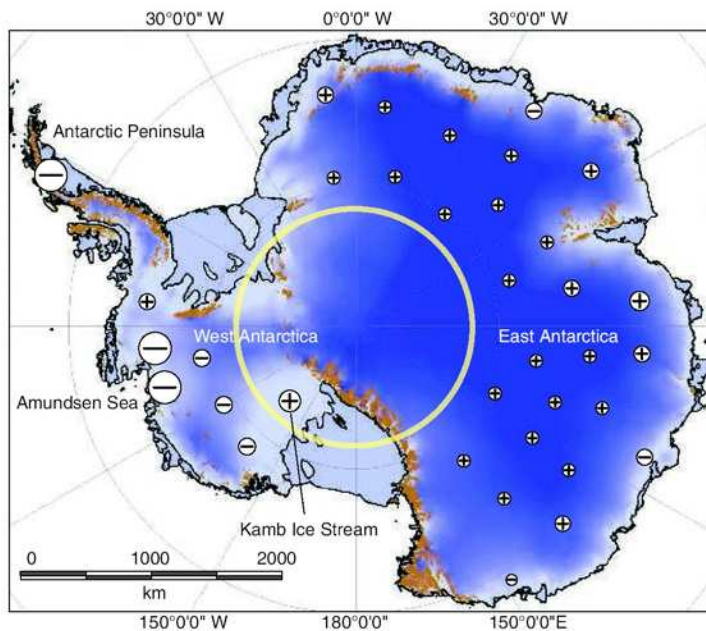 30°0'0" W 0°0'0" W 30°0'0" W
Antarctic Peninsula
West Antarctica East Antarctica
Amundsen Sea
Kamb Ice Stream
0 1000 2000
km
150°0'0" W 180°0'0" W 150°0'0"E